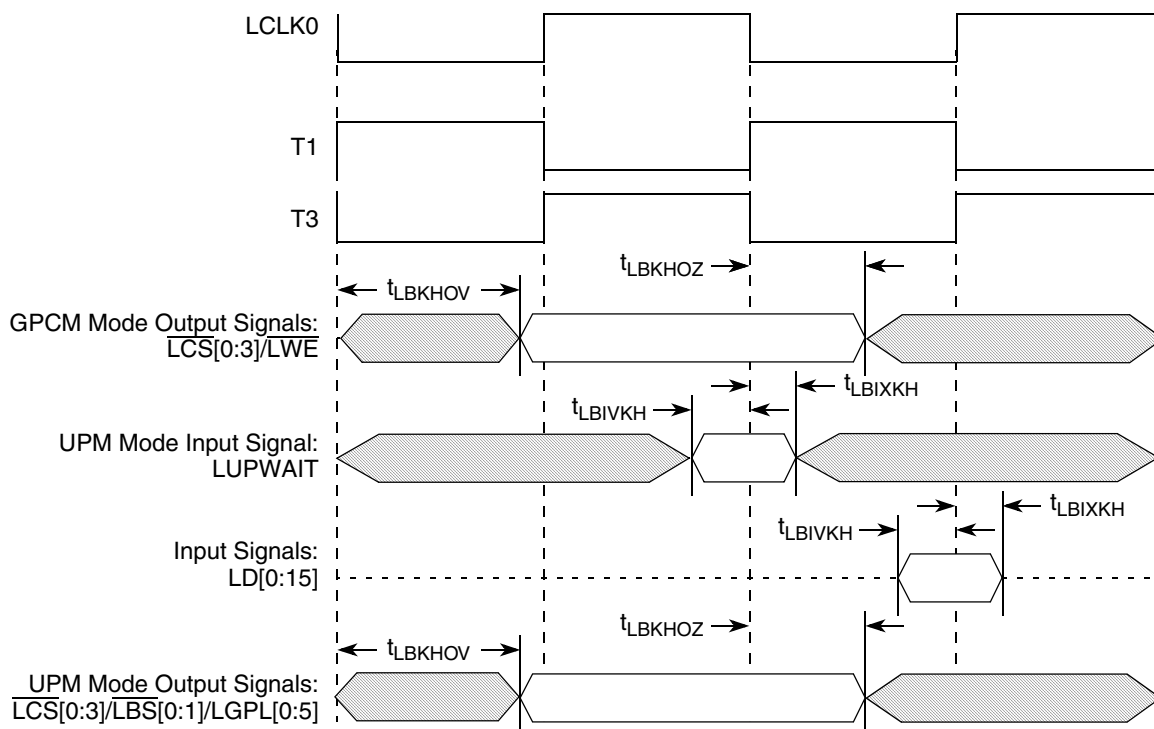 LCLK0
T1
T3
tLBKHOZ
tLBKHOV
GPCM Mode Output Signals:
LCS[0:3]/LWE
tLBIXKH
tLBIVKH
UPM Mode Input Signal:
LUPWAIT
tLBIXKH
tLBIVKH
Input Signals:
LD[0:15]
tLBKHOZ
tLBKHOV
UPM Mode Output Signals:
LCS[0:3]/LBS[0:1]/LGPL[0:5]